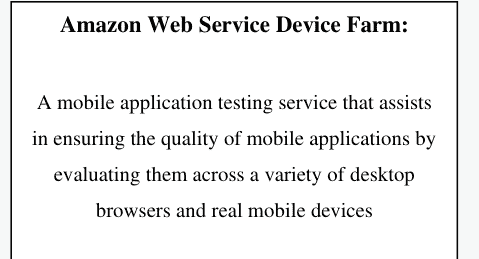 Amazon Web Service Device Farm:
A mobile application testing service that assists
in ensuring the quality of mobile applications by
evaluating them across a variety of desktop
browsers and real mobile devices